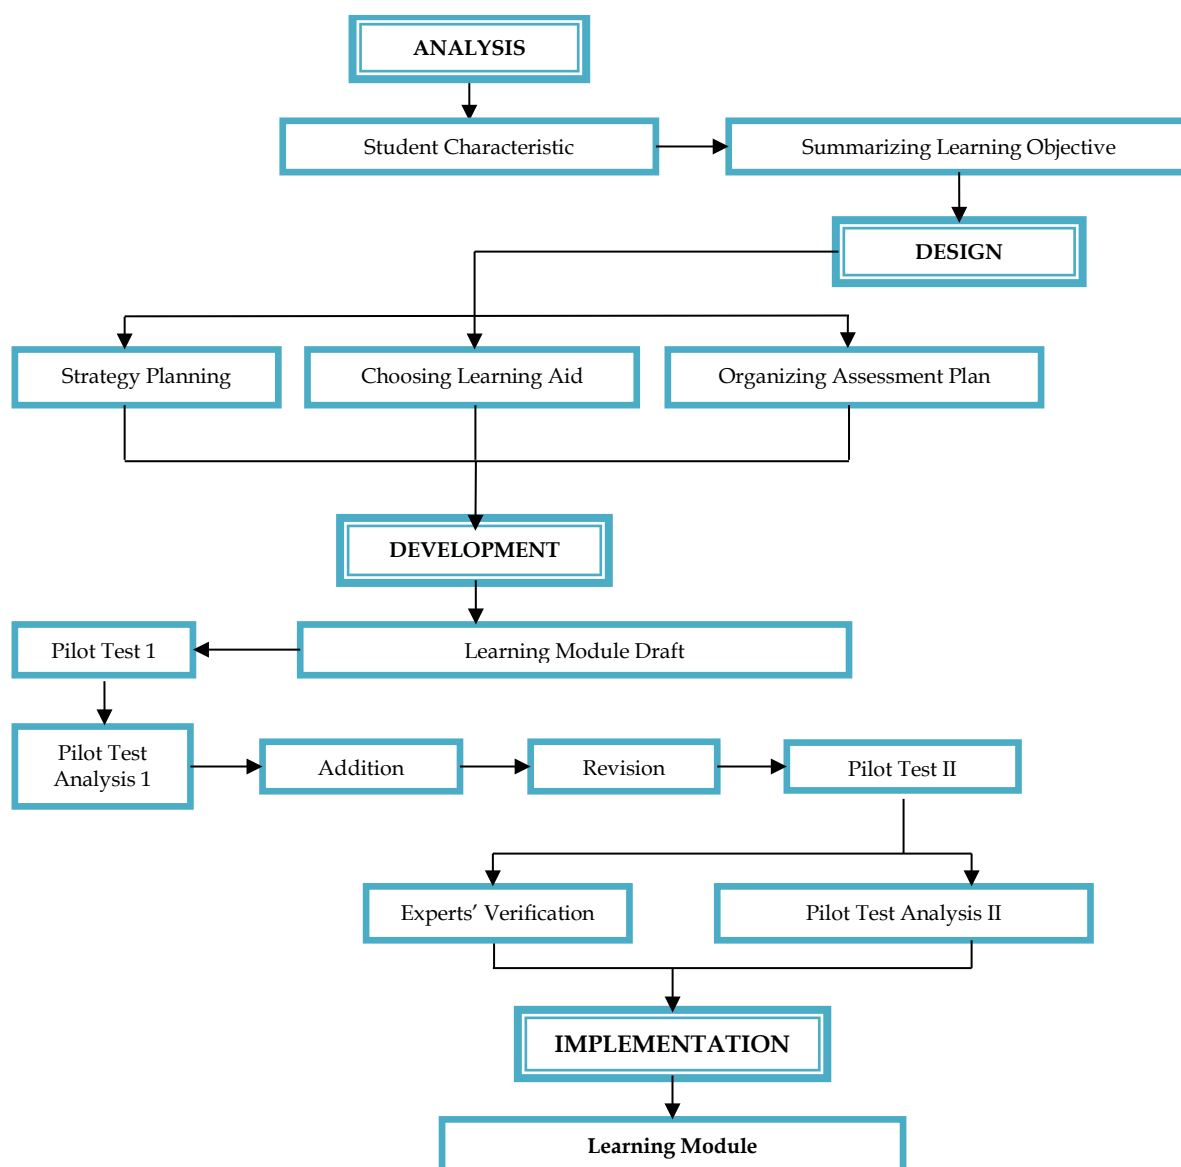 ANALYSIS
Student Characteristic
Summarizing Learning Objective
DESIGN
Strategy Planning
Choosing Learning Aid
Organizing Assessment Plan
DEVELOPMENT
Pilot Test 1
Learning Module Draft
Pilot Test
Analysis 1
Addition
Revision
Pilot Test II
Experts’ Verification
Pilot Test Analysis II
IMPLEMENTATION
Learning Module